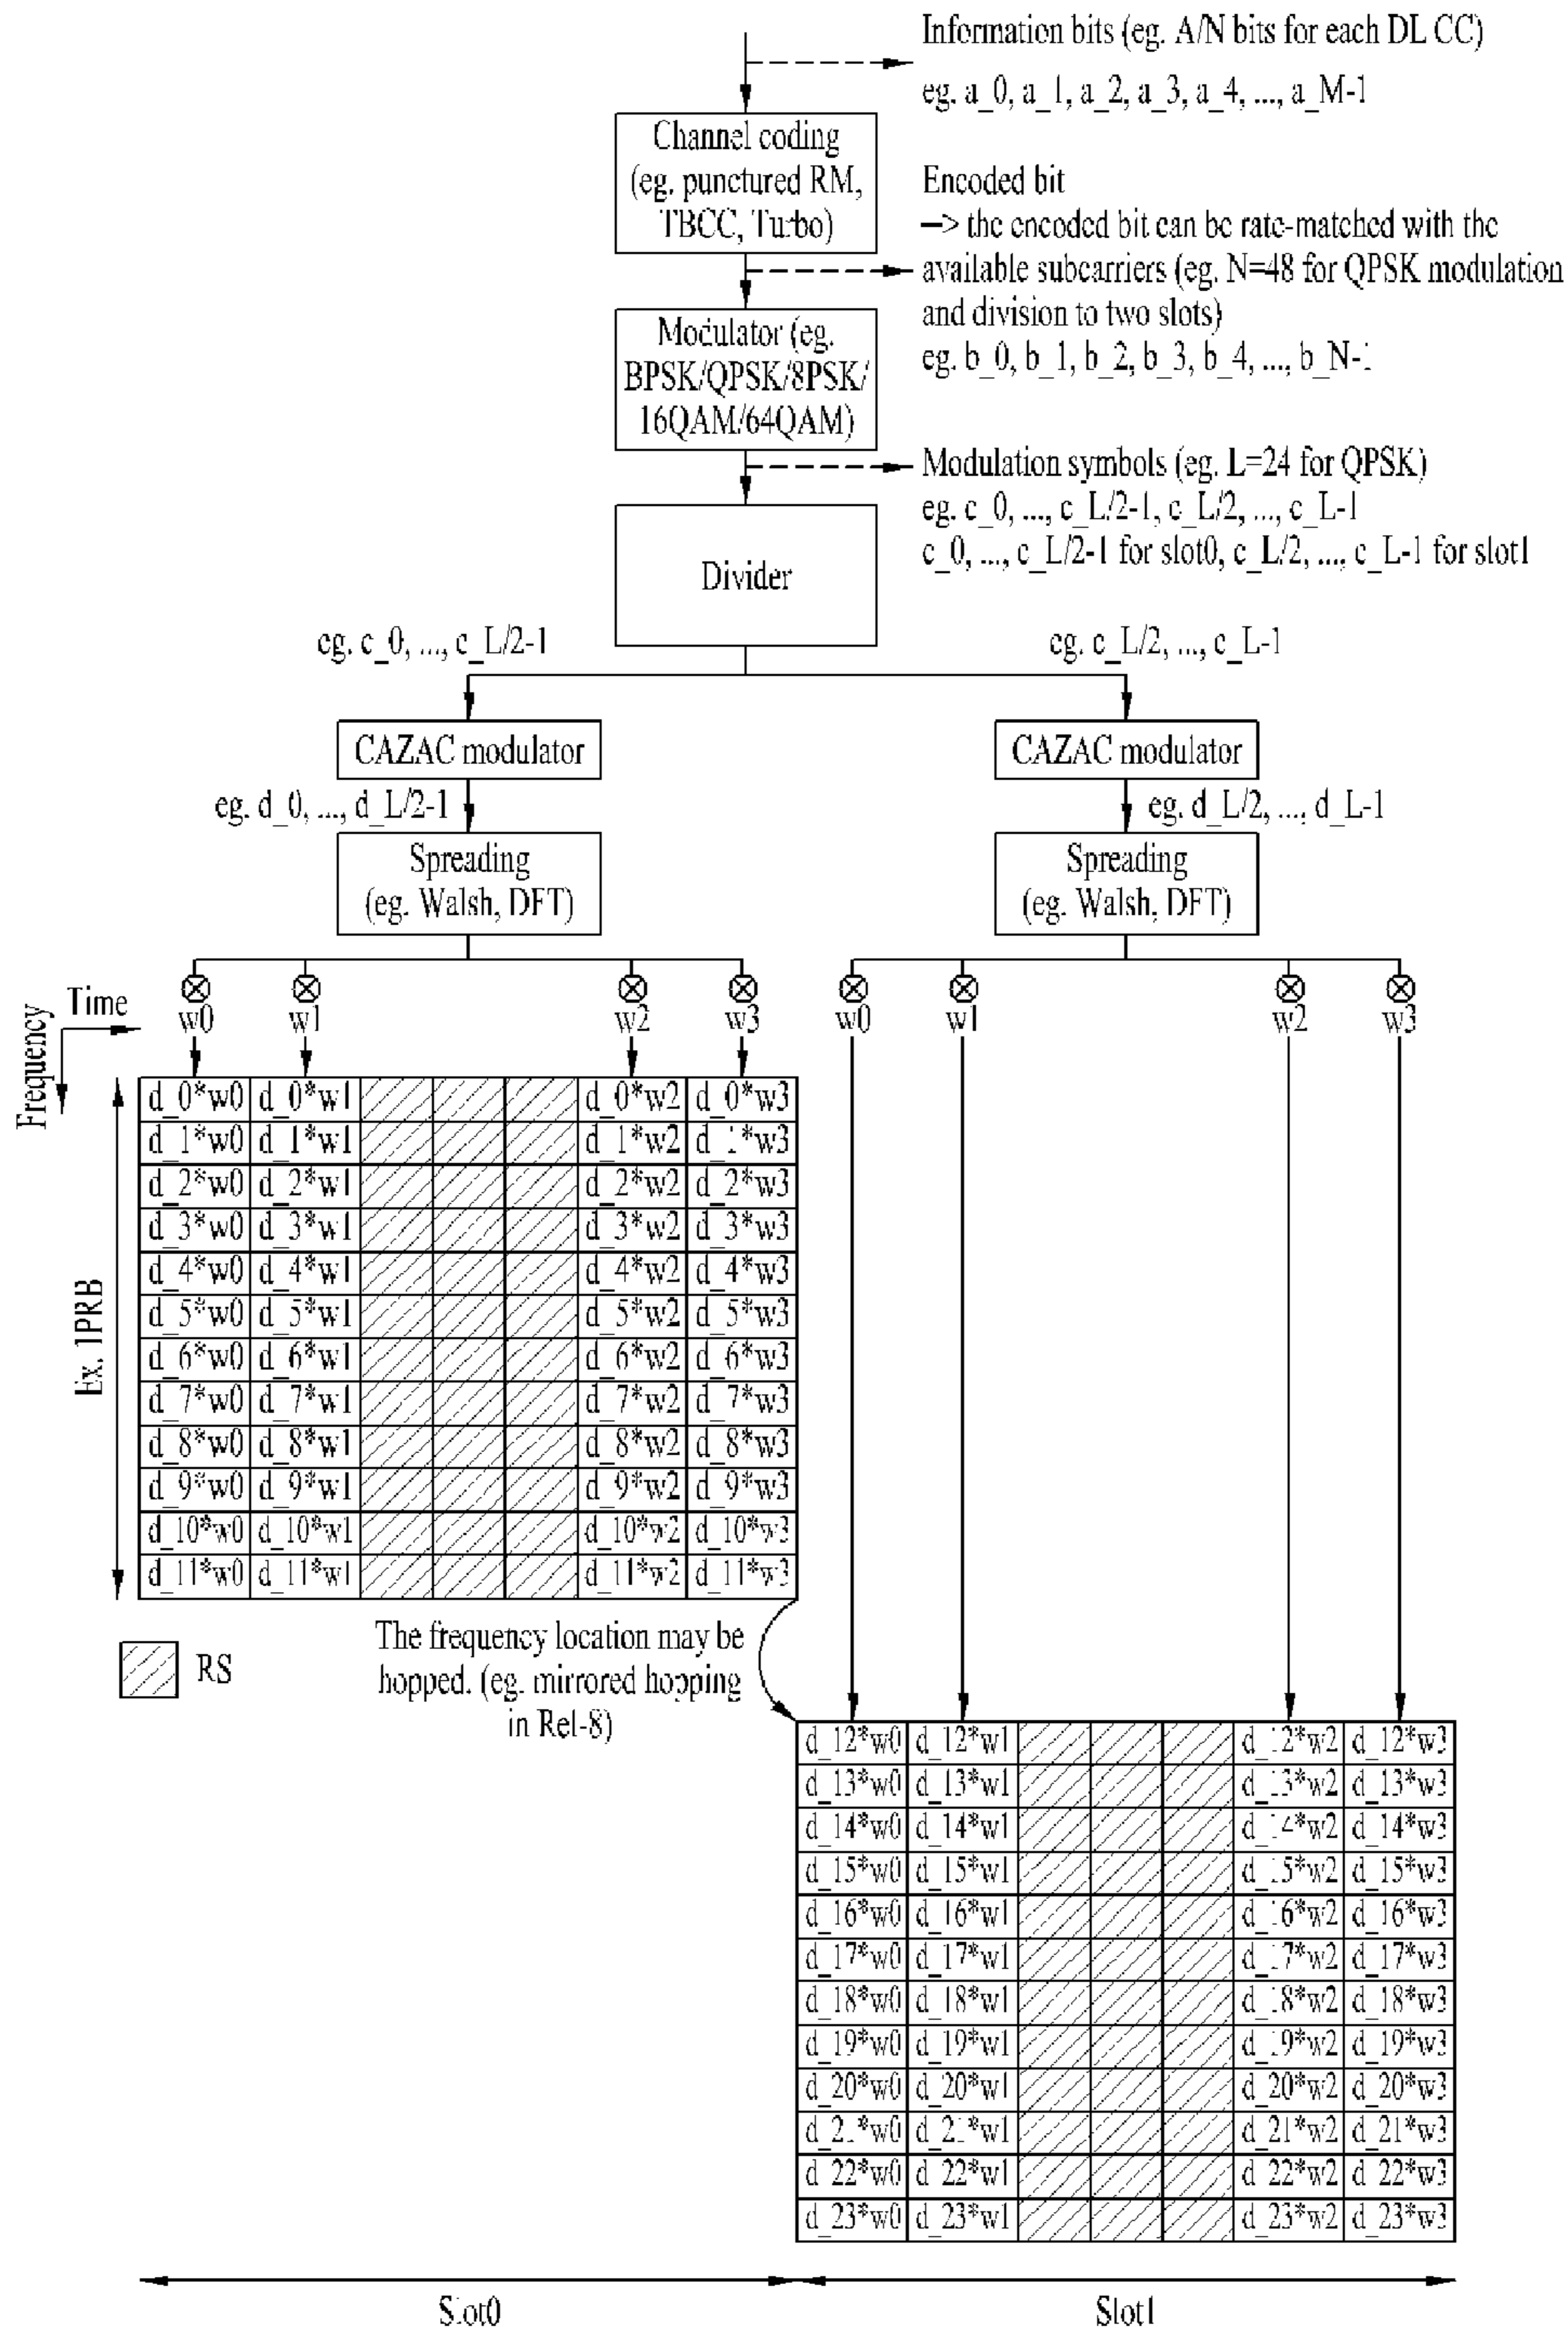 Information bits (eg. A/N bits for each DL CC)
eg. a_0, a_1, a_2, a_3, a_4, ..., a_M-1
Channel coding
(eg. punctured RM,
TBCC, Turbo)
Encoded bit
–> the encoded bit can be rate-matched with the
available subcarriers (eg. N=48 for QPSK modulation
and division to two slots)
eg. b_0, b_1, b_2, b_3, b_4, ..., b_N-1
Modulator (eg.
BPSK/QPSK/8PSK/
16QAM/64QAM)
Modulation symbols (eg. L=24 for QPSK)
eg. c_0, ..., c_L/2-1, c_L/2, ..., c_L-1
c_0, ..., c_L/2-1 for slot0, c_L/2, ..., c_L-1 for slot1
Divider
eg. c_0, ..., c_L/2-1
eg. c_L/2, ..., c_L-1
CAZAC modulator
CAZAC modulator
eg. d_0, ..., d_L/2-1
eg. d_L/2, ..., d_L-1
Spreading
(eg. Walsh, DFT)
Spreading
(eg. Walsh, DFT)
Time
Frequency
w0 w1 w2 w3 w0 w1 w2 w3
d_0*w0 d_0*w1 d_0*w2 d_0*w3
d_1*w0 d_1*w1 d_1*w2 d_1*w3
d_2*w0 d_2*w1 d_2*w2 d_2*w3
d_3*w0 d_3*w1 d_3*w2 d_3*w3
d_4*w0 d_4*w1 d_4*w2 d_4*w3
d_5*w0 d_5*w1 d_5*w2 d_5*w3
d_6*w0 d_6*w1 d_6*w2 d_6*w3
d_7*w0 d_7*w1 d_7*w2 d_7*w3
d_8*w0 d_8*w1 d_8*w2 d_8*w3
d_9*w0 d_9*w1 d_9*w2 d_9*w3
d_10*w0 d_10*w1 d_10*w2 d_10*w3
d_11*w0 d_11*w1 d_11*w2 d_11*w3
Ex. 1PRB
RS
The frequency location may be
hopped. (eg. mirrored hopping
in Rel-8)
d_12*w0 d_12*w1 d_12*w2 d_12*w3
d_13*w0 d_13*w1 d_13*w2 d_13*w3
d_14*w0 d_14*w1 d_14*w2 d_14*w3
d_15*w0 d_15*w1 d_15*w2 d_15*w3
d_16*w0 d_16*w1 d_16*w2 d_16*w3
d_17*w0 d_17*w1 d_17*w2 d_17*w3
d_18*w0 d_18*w1 d_18*w2 d_18*w3
d_19*w0 d_19*w1 d_19*w2 d_19*w3
d_20*w0 d_20*w1 d_20*w2 d_20*w3
d_21*w0 d_21*w1 d_21*w2 d_21*w3
d_22*w0 d_22*w1 d_22*w2 d_22*w3
d_23*w0 d_23*w1 d_23*w2 d_23*w3
Slot0
Slot1